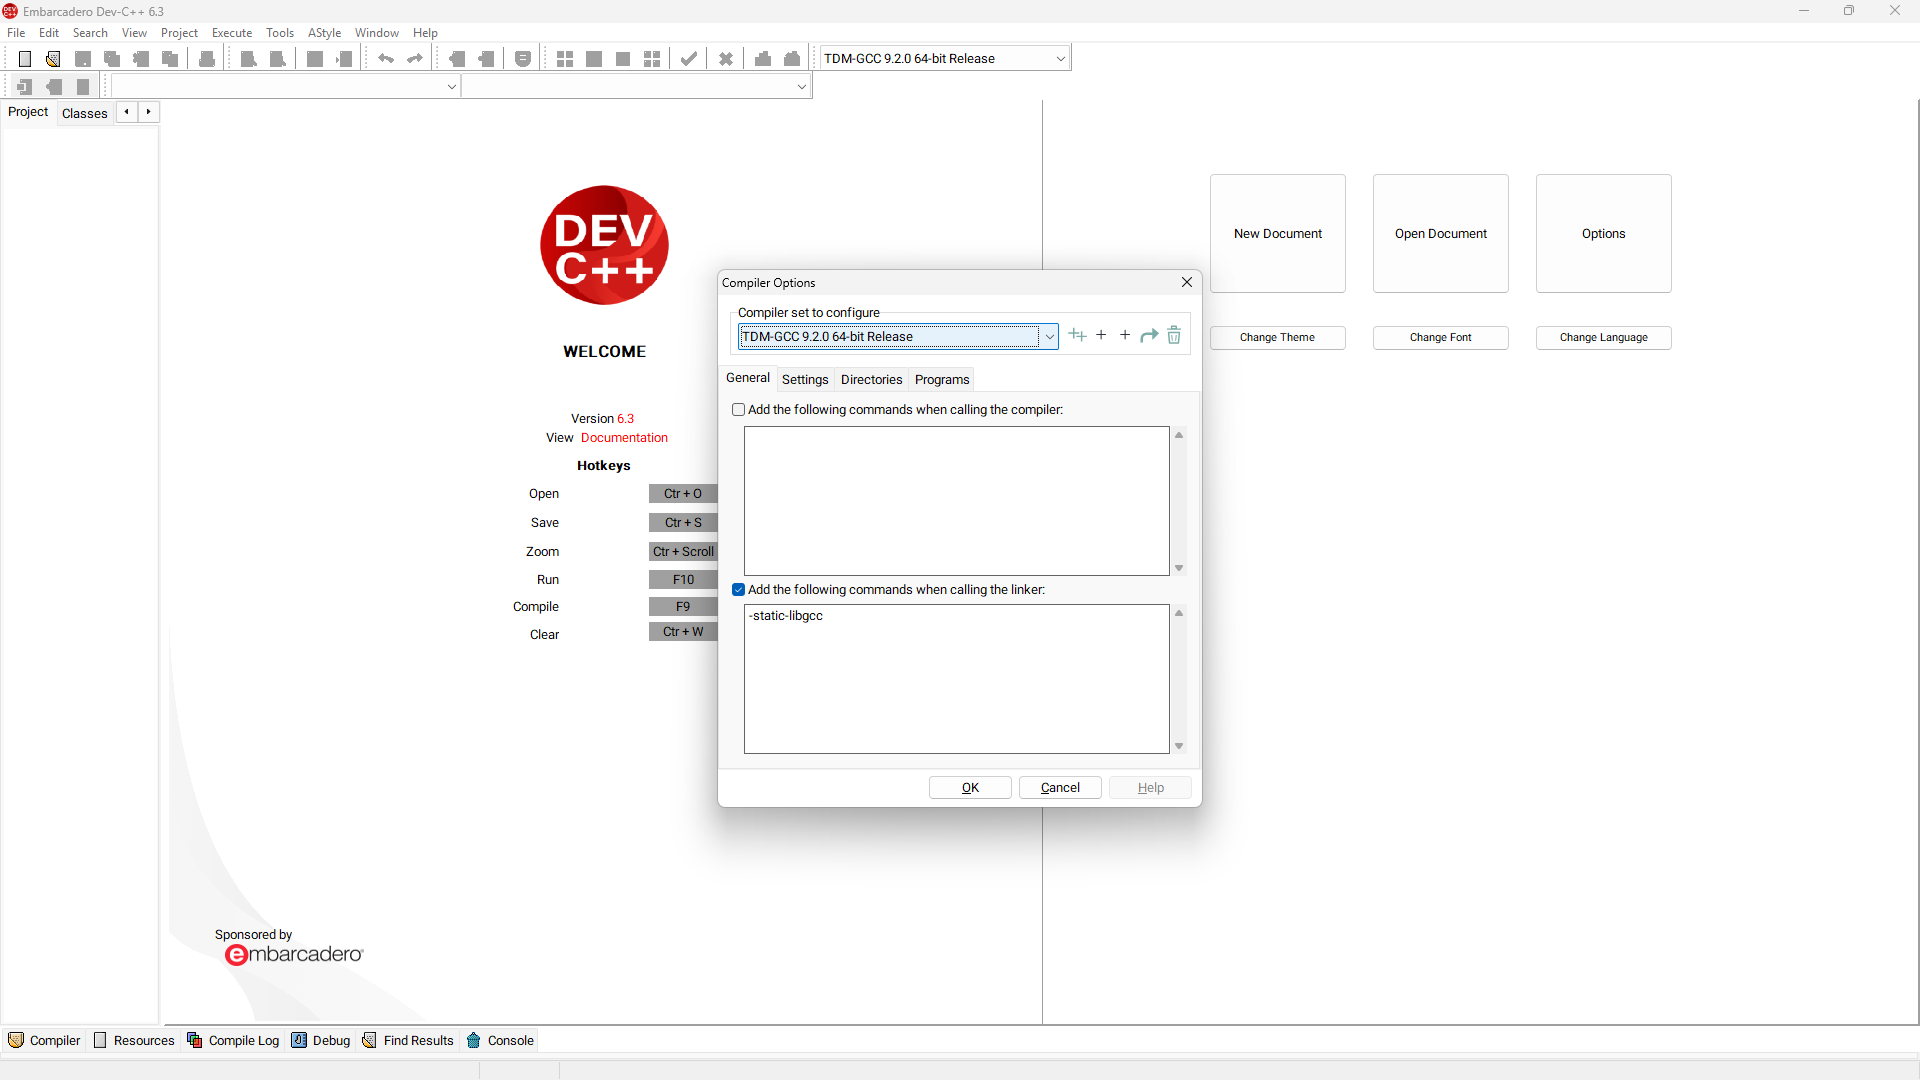 Embarcadero Dev-C++ 6.3
File Edit Search View Project Execute Tools AStyle Window Help
TDM-GCC 9.2.0 64-bit Release
Project Classes
DEV
C++
WELCOME
Version 6.3
View Documentation
Hotkeys
Open Ctr + O
Save Ctr + S
Zoom Ctr + Scroll
Run F10
Compile F9
Clear Ctr + W
Sponsored by
embarcadero
New Document Open Document Options
Change Theme Change Font Change Language
Compiler Options
Compiler set to configure
TDM-GCC 9.2.0 64-bit Release
General Settings Directories Programs
Add the following commands when calling the compiler:
Add the following commands when calling the linker:
-static-libgcc
OK Cancel Help
Compiler Resources Compile Log Debug Find Results Console